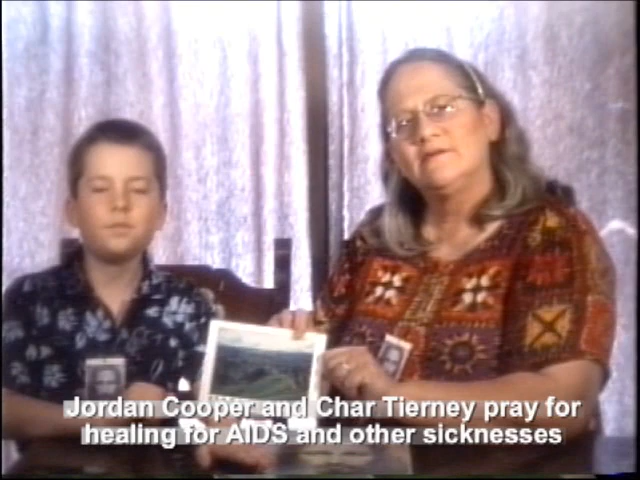 Jordan Cooper and Char Tierney pray for
healing for AIDS and other sicknesses